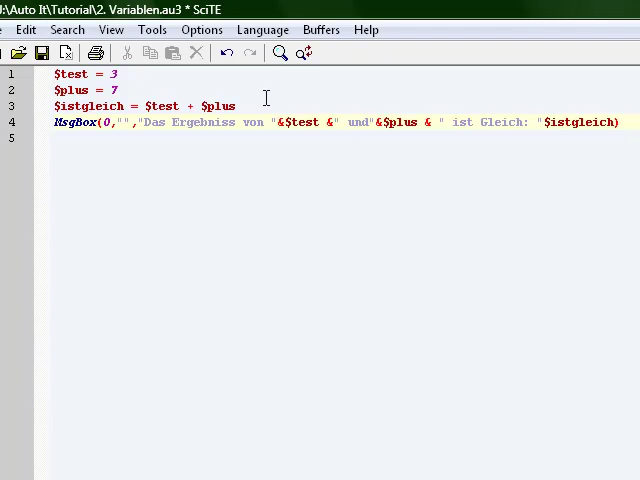 J:\Auto It\Tutorial\2. Variablen.au3 * SciTE
Edit Search View Tools Options Language Buffers Help
1 $test = 3
2 $plus = 7
3 $istgleich = $test + $plus
4 MsgBox(0,"","Das Ergebniss von "&$test &" und"&$plus & " ist Gleich: "$istgleich)
5